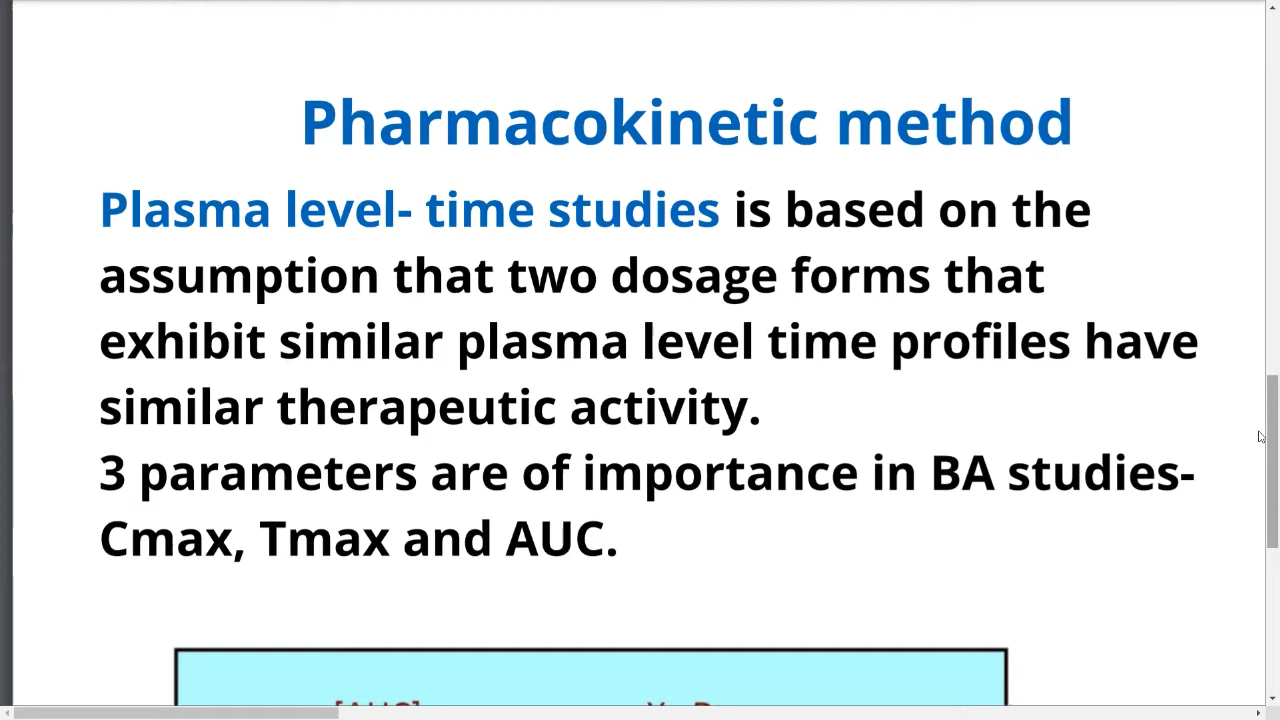 Pharmacokinetic method
Plasma level- time studies is based on the
assumption that two dosage forms that
exhibit similar plasma level time profiles have
similar therapeutic activity.
3 parameters are of importance in BA studies-
Cmax, Tmax and AUC.